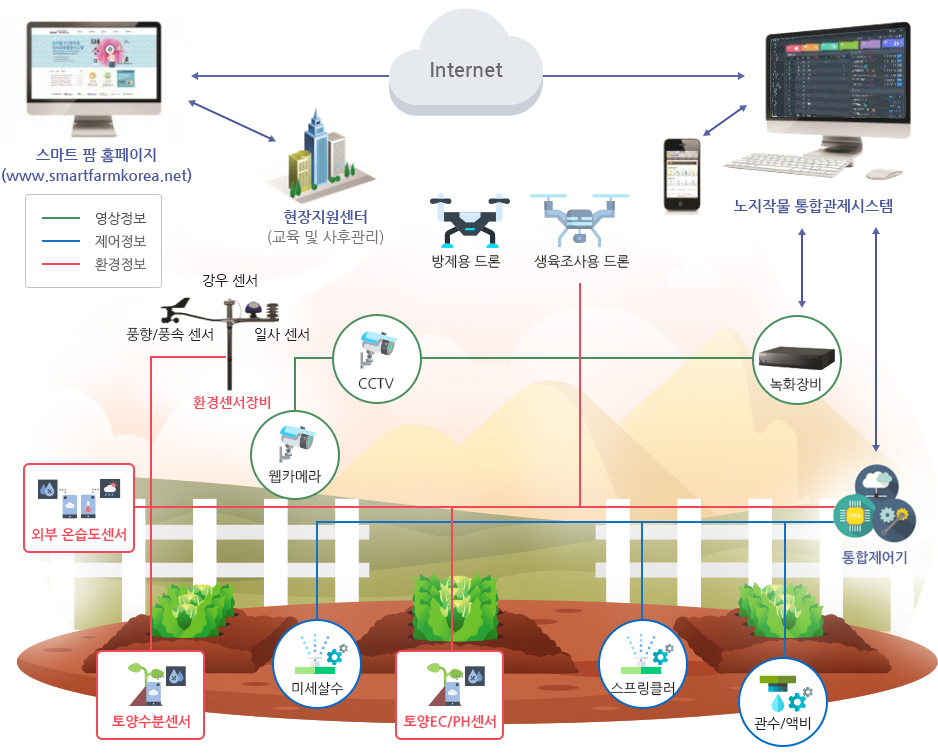 Internet
스마트 팜 홈페이지
(www.smartfarmkorea.net)
현장지원센터
(교육 및 사후관리)
노지작물 통합관제시스템
영상정보
제어정보
환경정보
방제용 드론
생육조사용 드론
강우 센서
풍향/풍속 센서
일사 센서
환경센서장비
CCTV
녹화장비
웹카메라
외부 온습도센서
CPU
통합제어기
토양수분센서
미세살수
토양EC/PH센서
스프링클러
관수/액비